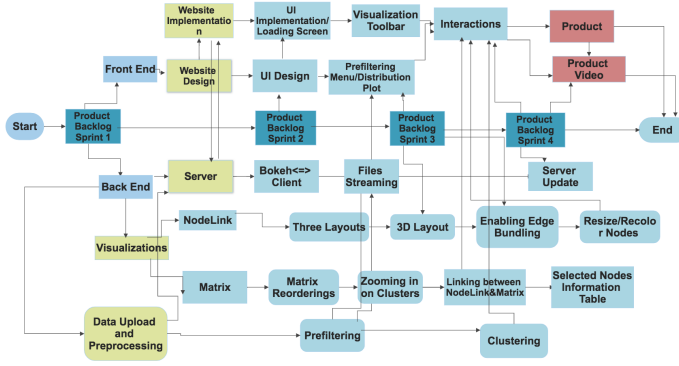 Website
Implementatio
n
UI
Implementation/
Loading Screen
Visualization
Toolbar
Interactions
Product
Front End
Website
Design
UI Design
Prefiltering
Menu/Distribution
Plot
Product
Video
Start
Product
Backlog
Sprint 1
Product
Backlog
Sprint 2
Product
Backlog
Sprint 3
Product
Backlog
Sprint 4
End
Back End
Server
Bokeh<=>
Client
Files
Streaming
Server
Update
Visualizations
NodeLink
Three Layouts
3D Layout
Enabling Edge
Bundling
Resize/Recolo
r Nodes
Matrix
Matrix
Reorderings
Zooming in
on Clusters
Linking between
NodeLink&Matrix
Selected Nodes
Information
Table
Data Upload
and
Preprocessing
Prefiltering
Clustering